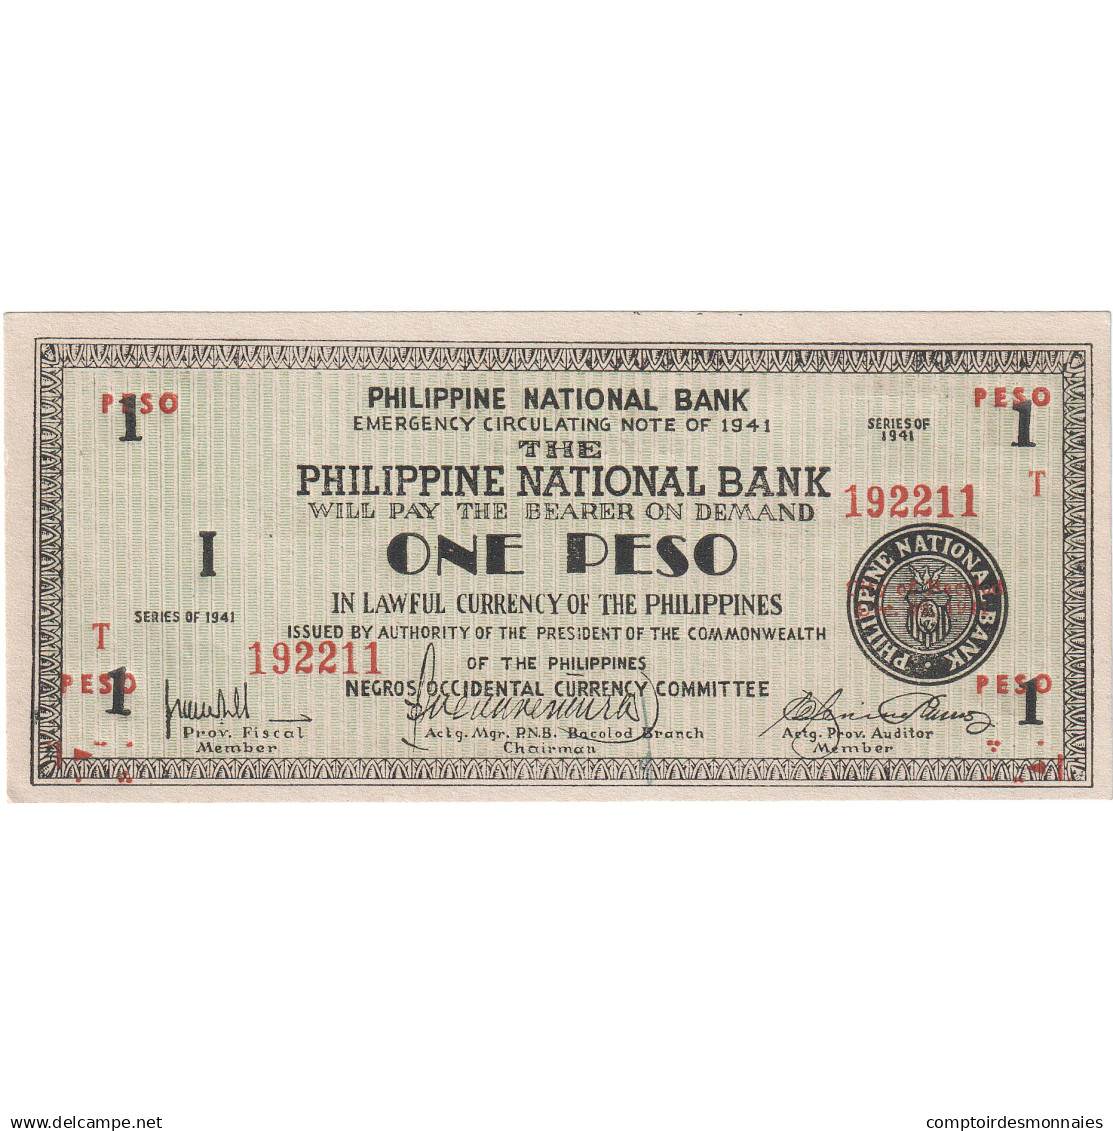 PESO PESO
1 1
PHILIPPINE NATIONAL BANK
EMERGENCY CIRCULATING NOTE OF 1941
SERIES OF
1941
THE
PHILIPPINE NATIONAL BANK
192211 T
WILL PAY THE BEARER ON DEMAND
I ONE PESO
PHILIPPINE NATIONAL BANK
IN LAWFUL CURRENCY OF THE PHILIPPINES
SERIES OF 1941
ISSUED BY AUTHORITY OF THE PRESIDENT OF THE COMMONWEALTH
T 192211
OF THE PHILIPPINES
PESO PESO
1 1
NEGROS OCCIDENTAL CURRENCY COMMITTEE
Prov. Fiscal
Member
Actg. Mgr. P.N.B. Bacolod Branch
Chairman
Actg. Prov. Auditor
Member
delcampe.net
comptoirdesmonnaies